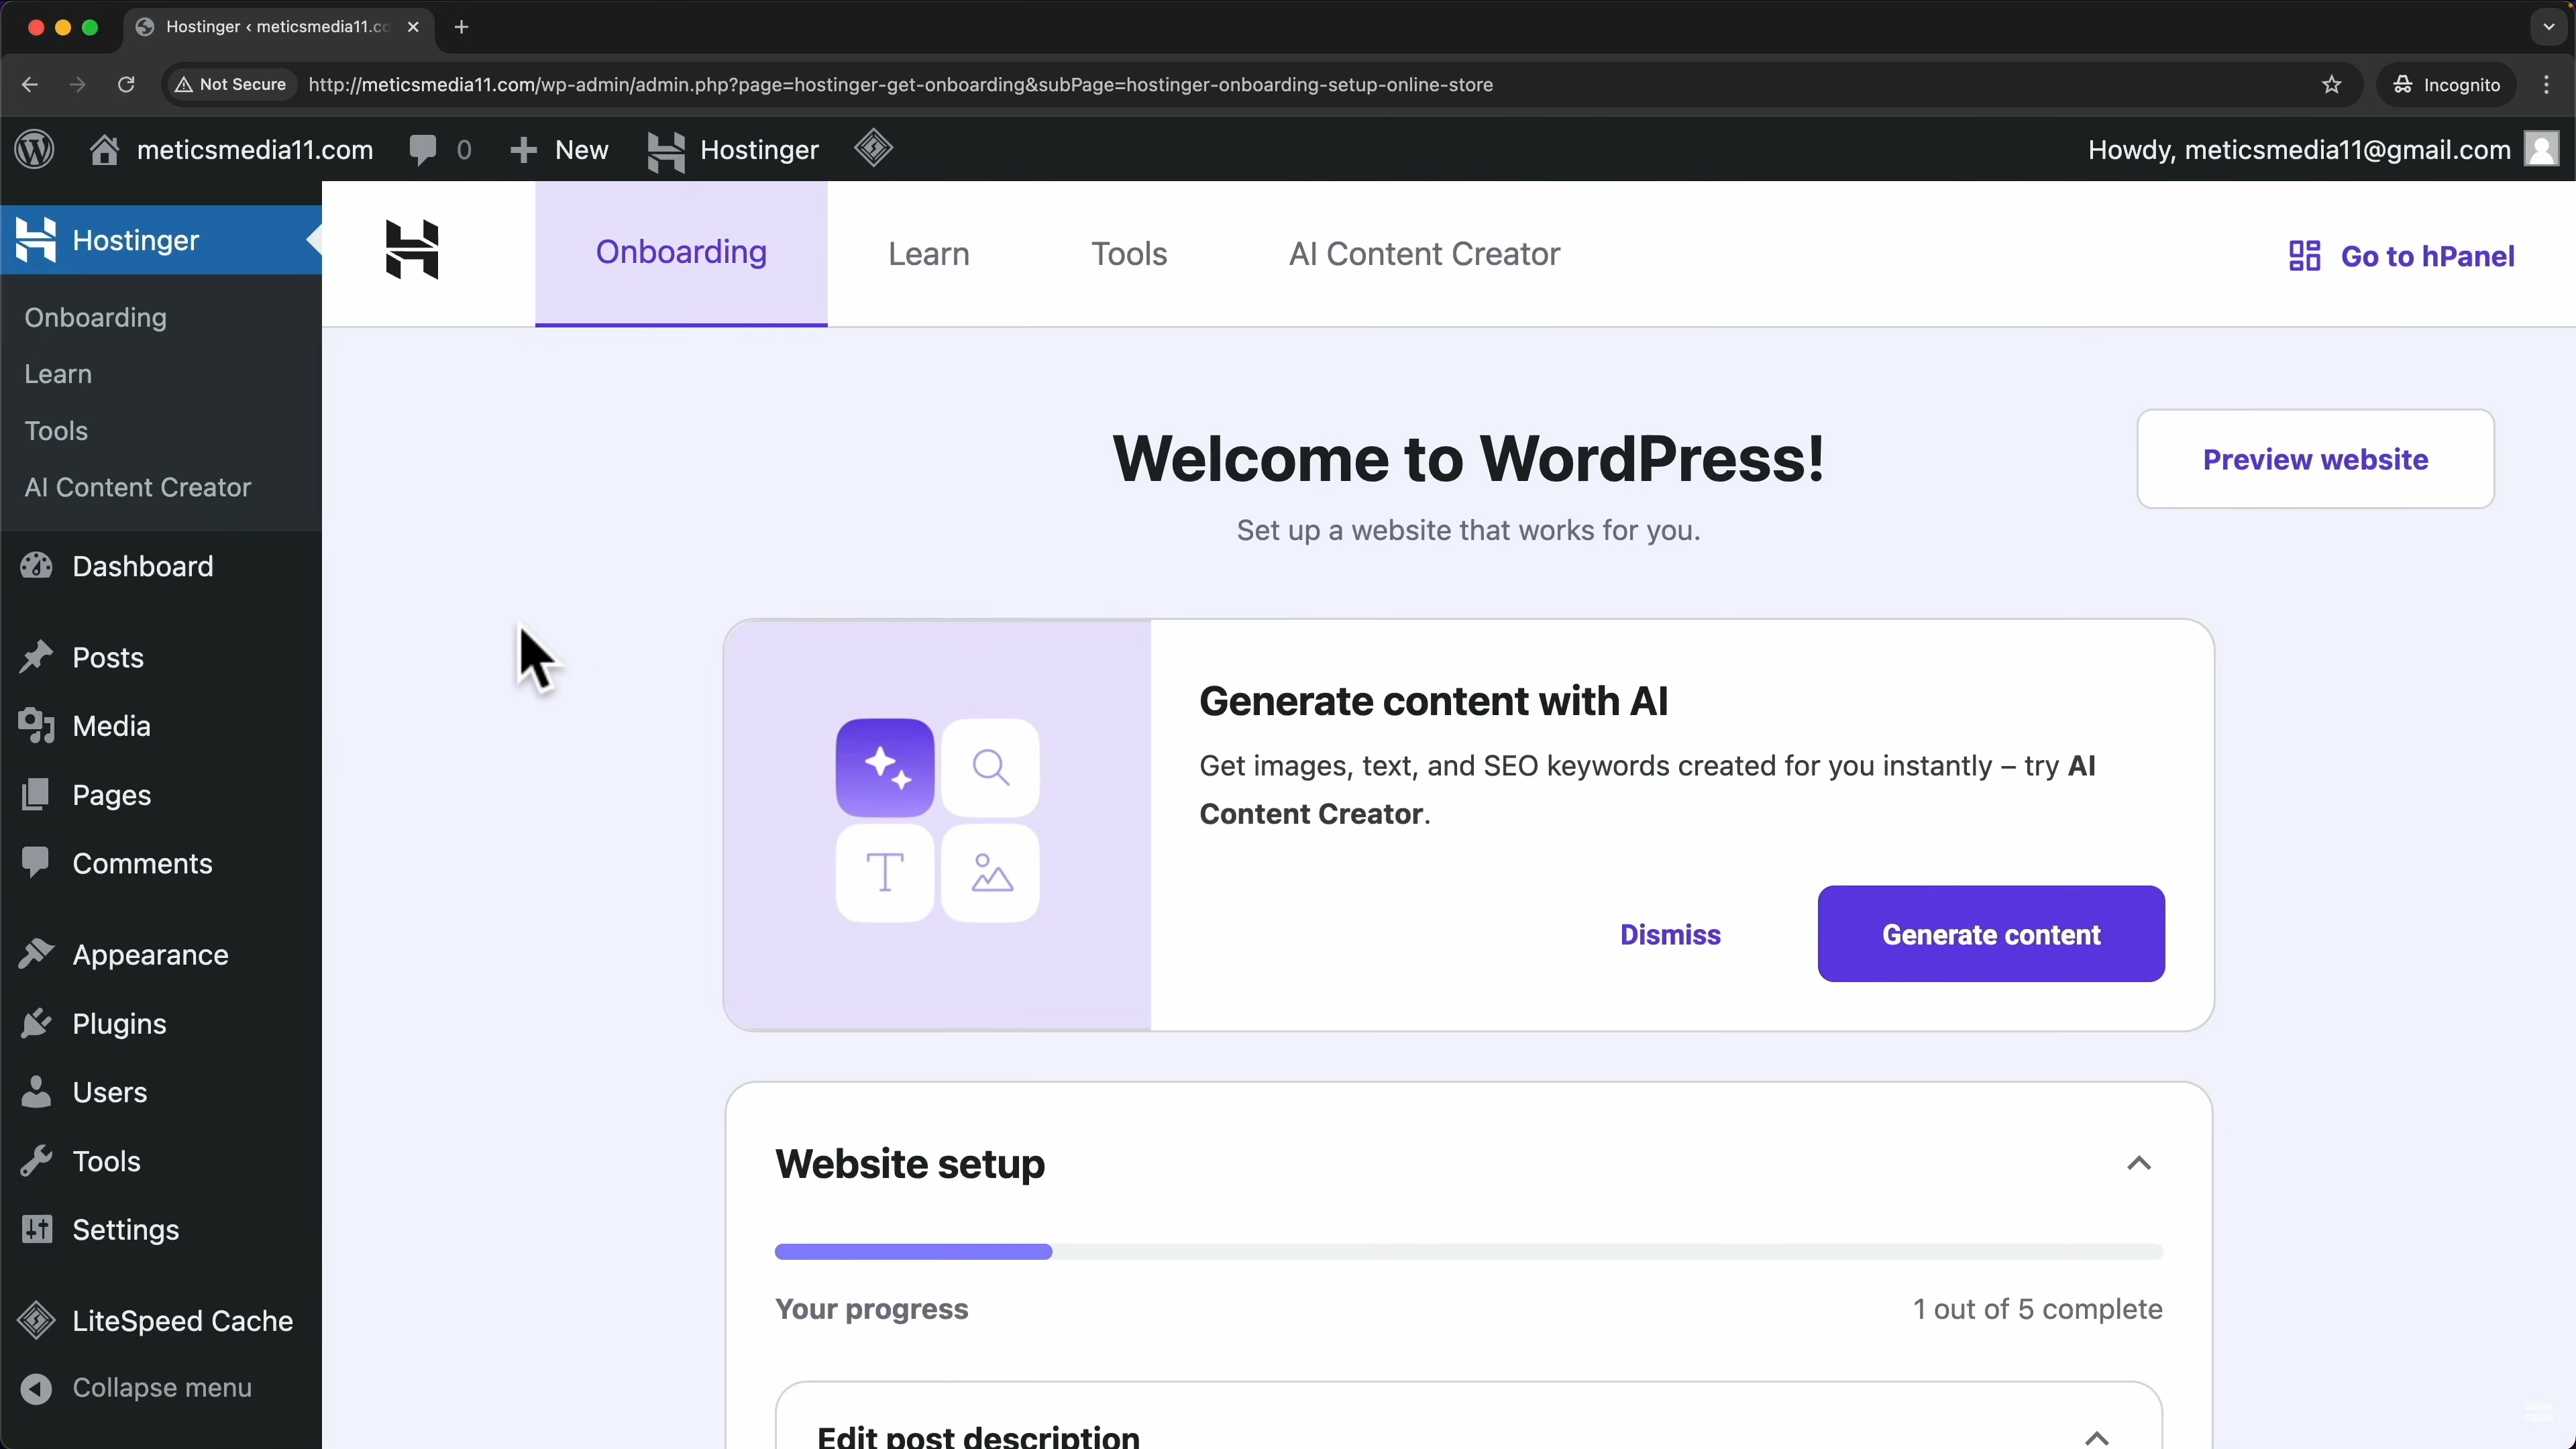 Hostinger ‹ meticsmedia11.co
Not Secure http://meticsmedia11.com/wp-admin/admin.php?page=hostinger-get-onboarding&subPage=hostinger-onboarding-setup-online-store Incognito
meticsmedia11.com 0 New Hostinger Howdy, meticsmedia11@gmail.com
Hostinger
Onboarding
Learn
Tools
AI Content Creator
Dashboard
Posts
Media
Pages
Comments
Appearance
Plugins
Users
Tools
Settings
LiteSpeed Cache
Collapse menu
Onboarding Learn Tools AI Content Creator Go to hPanel
Welcome to WordPress!
Set up a website that works for you.
Preview website
Generate content with AI
Get images, text, and SEO keywords created for you instantly – try AI
Content Creator.
Dismiss Generate content
T
Website setup
Your progress 1 out of 5 complete
Edit post description